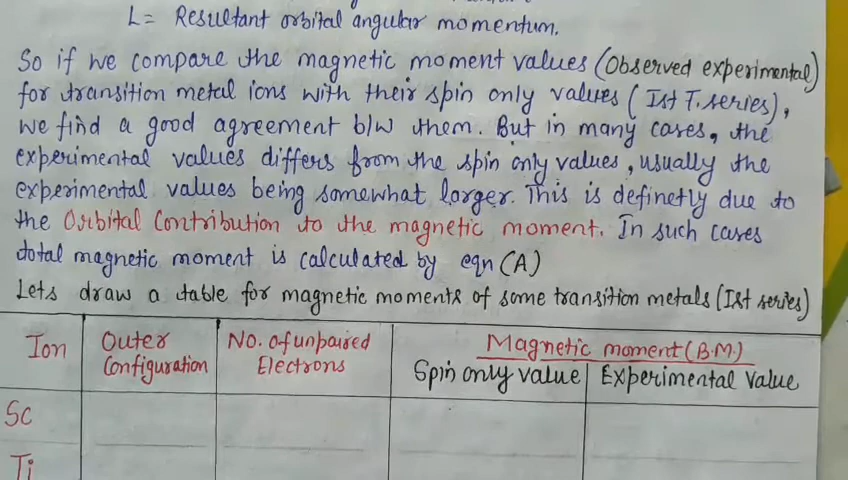 L= Resultant orbital angular momentum.
So if we compare the magnetic moment values (Observed experimental)
for transition metal ions with their spin only values (Ist T. series),
we find a good agreement b/w them. But in many cases, the
experimental values differs from the spin only values, usually the
experimental values being somewhat larger. This is definetly due to
the Orbital Contribution to the magnetic moment. In such cases
total magnetic moment is calculated by eqn (A)
Lets draw a table for magnetic moments of some transition metals (Ist series)
Ion Outer Configuration No. of unpaired Electrons Magnetic moment (B.M.)
Spin only value Experimental Value
Sc
Ti